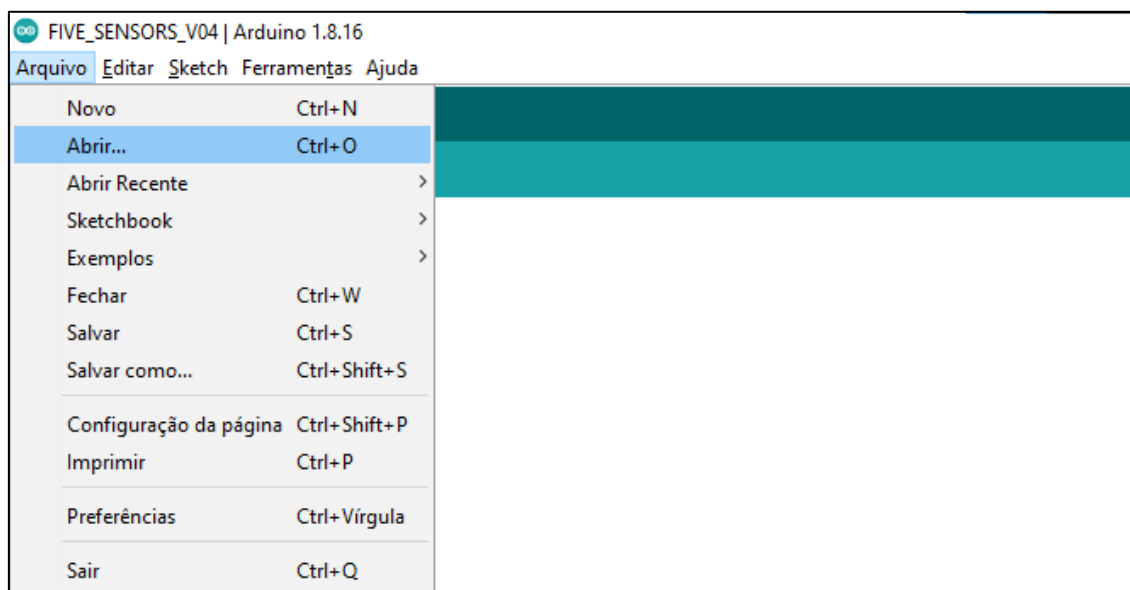 FIVE_SENSORS_V04 | Arduino 1.8.16
Arquivo Editar Sketch Ferramentas Ajuda
Novo Ctrl+N
Abrir... Ctrl+O
Abrir Recente
Sketchbook
Exemplos
Fechar Ctrl+W
Salvar Ctrl+S
Salvar como... Ctrl+Shift+S
Configuração da página Ctrl+Shift+P
Imprimir Ctrl+P
Preferências Ctrl+Vírgula
Sair Ctrl+Q